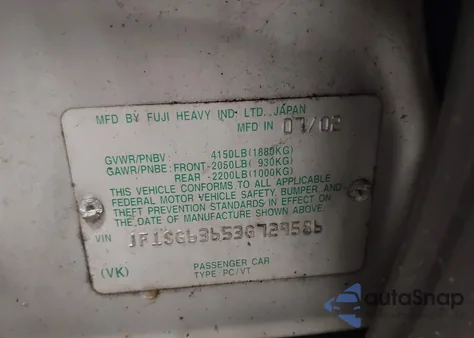 MFD BY FUJI HEAVY IND. LTD. JAPAN
MFD IN 07/02
GVWR/PNBV 4150LB(1880KG)
GAWR/PNBE: FRONT-2050LB( 930KG)
REAR -2200LB(1000KG)
THIS VEHICLE CONFORMS TO ALL APPLICABLE
FEDERAL MOTOR VEHICLE SAFETY, BUMPER, AND
THEFT PREVENTION STANDARDS IN EFFECT ON
THE DATE OF MANUFACTURE SHOWN ABOVE.
VIN JF1SG63653G729586
(VK) PASSENGER CAR
TYPE: PC/VT
autoSnap